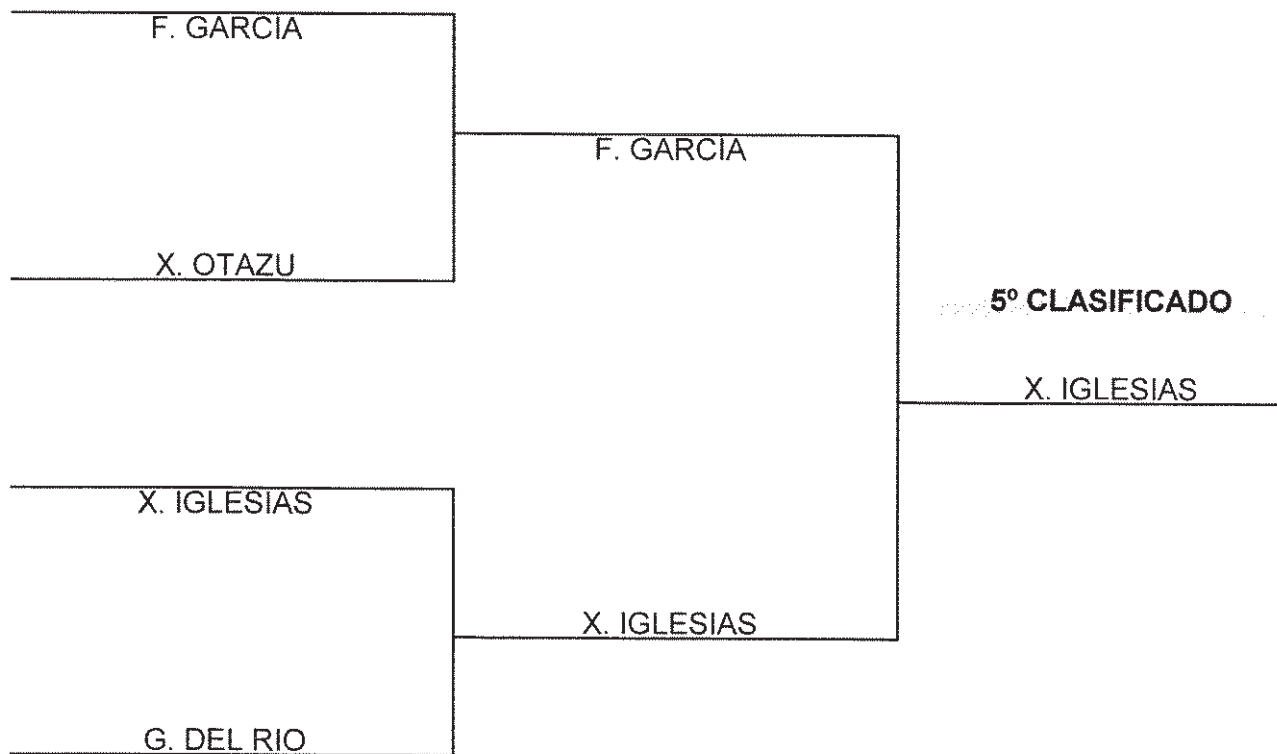 F. GARCIA
F. GARCIA
X. OTAZU
5º CLASIFICADO
X. IGLESIAS
X. IGLESIAS
X. IGLESIAS
G. DEL RIO